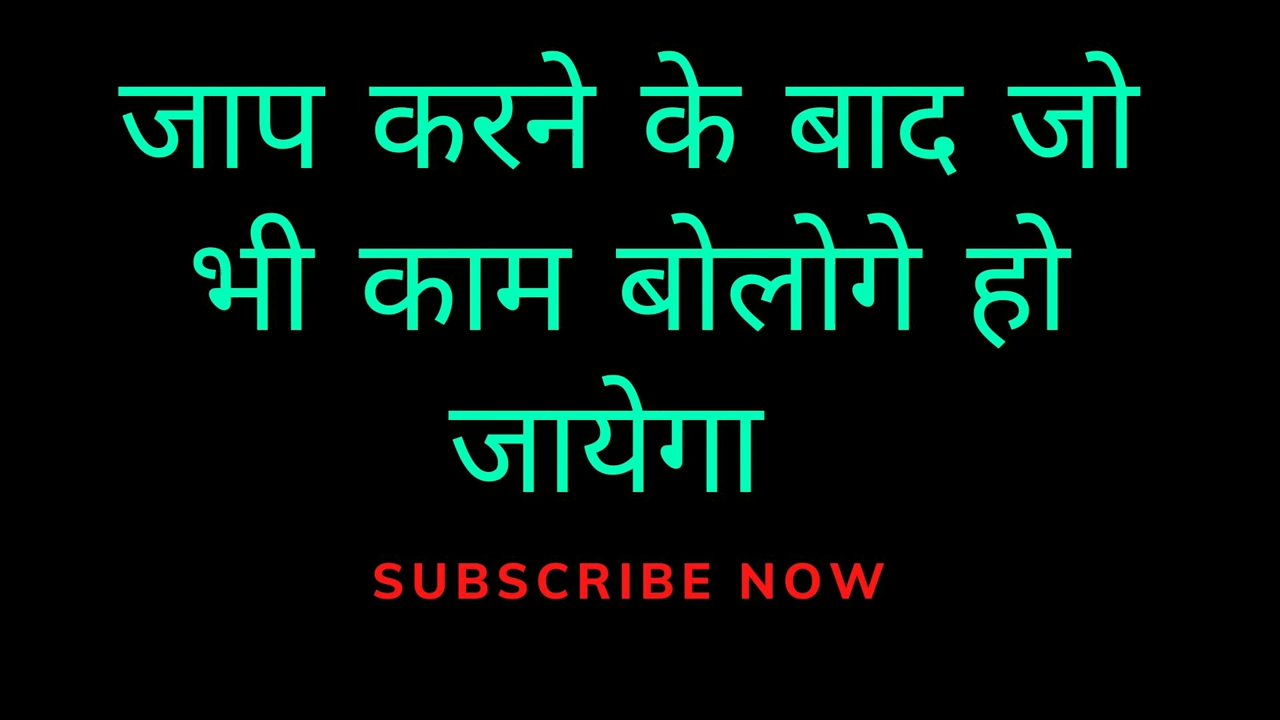 जाप करने के बाद जो
भी काम बोलोगे हो
जायेगा
SUBSCRIBE NOW